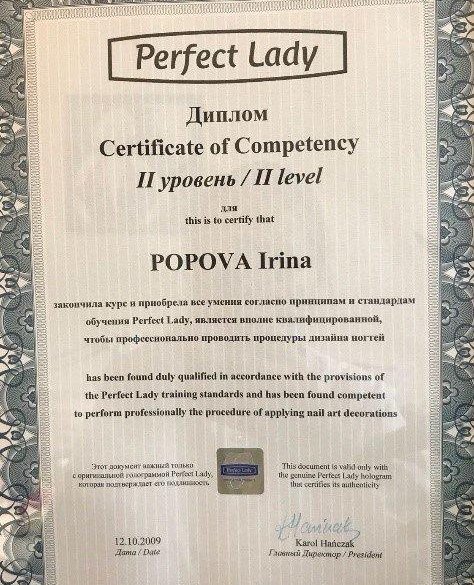 Perfect Lady
Диплом
Certificate of Competency
II уровень / II level
для
this is to certify that
POPOVA Irina
закончила курс и приобрела все умения согласно принципам и стандардам
обучения Perfect Lady, является вполне квалифицированной,
чтобы профессионально проводить процедуры дизайна ногтей
has been found duly qualified in accordance with the provisions of
the Perfect Lady training standards and has been found competent
to perform professionally the procedure of applying nail art decorations
Этот документ важный только
с оригинальной голограммой Perfect Lady,
которая подтверждает его подлинность
Perfect Lady
This document is valid only with
the genuine Perfect Lady hologram
that certifies its authenticity
12.10.2009
Дата / Date
Karol Hańczak
Главный Директор / President